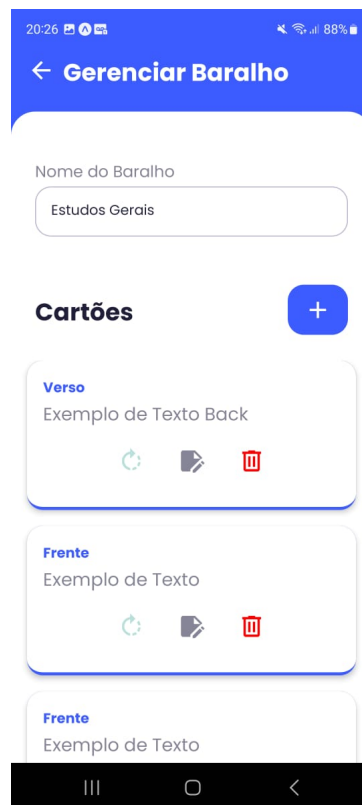 20:26 88%
Gerenciar Baralho
Nome do Baralho
Estudos Gerais
Cartões
+
Verso
Exemplo de Texto Back
Frente
Exemplo de Texto
Frente
Exemplo de Texto